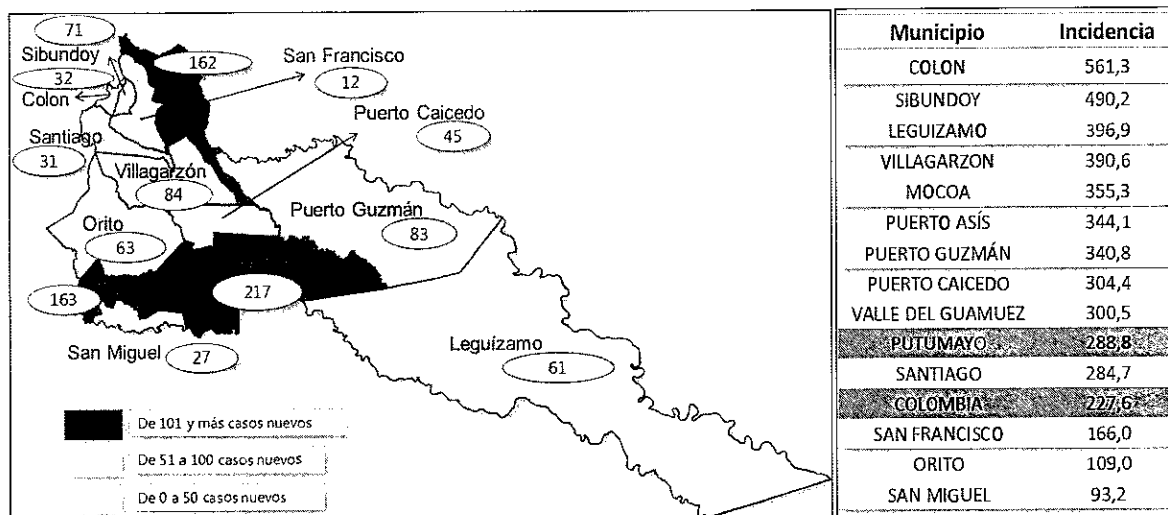 71
Sibundoy
32
Colon
162
San Francisco
12
Puerto Caicedo
45
Santiago
31
Villagarzón
84
Orito
63
Puerto Guzmán
83
163
217
San Miguel
27
Leguízamo
61
De 101 y más casos nuevos
De 51 a 100 casos nuevos
De 0 a 50 casos nuevos
Municipio Incidencia
COLON 561,3
SIBUNDOY 490,2
LEGUIZAMO 396,9
VILLAGARZON 390,6
MOCOA 355,3
PUERTO ASÍS 344,1
PUERTO GUZMÁN 340,8
PUERTO CAICEDO 304,4
VALLE DEL GUAMUEZ 300,5
PUTUMAYO 288,8
SANTIAGO 284,7
COLOMBIA 227,6
SAN FRANCISCO 166,0
ORITO 109,0
SAN MIGUEL 93,2